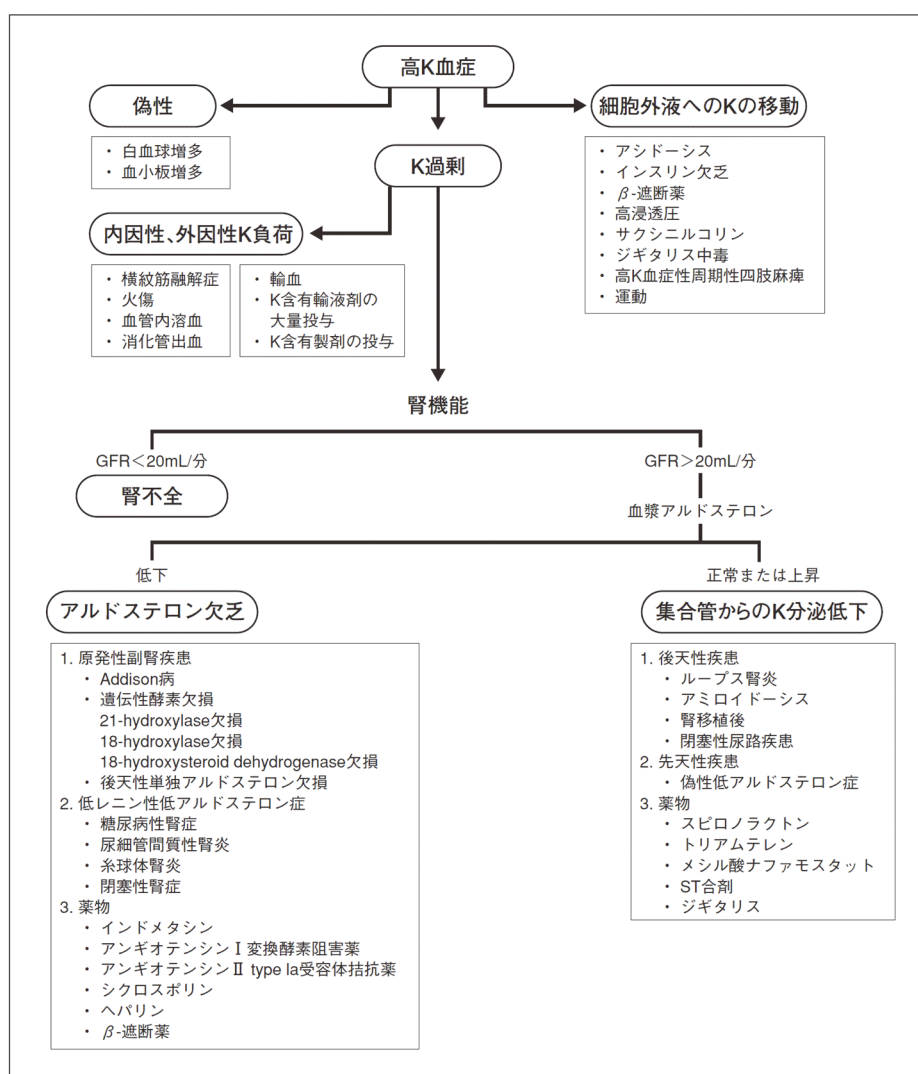 高K血症
偽性
・ 白血球増多
・ 血小板増多
細胞外液へのKの移動
・ アシドーシス
・ インスリン欠乏
・ β-遮断薬
・ 高浸透圧
・ サクシニルコリン
・ ジギタリス中毒
・ 高K血症性周期性四肢麻痺
・ 運動
K過剰
内因性、外因性K負荷
・ 横紋筋融解症
・ 火傷
・ 血管内溶血
・ 消化管出血
・ 輸血
・ K含有輸液剤の
大量投与
・ K含有製剤の投与
腎機能
GFR＜20mL/分
腎不全
GFR＞20mL/分
血漿アルドステロン
低下
アルドステロン欠乏
1. 原発性副腎疾患
・ Addison病
・ 遺伝性酵素欠損
21-hydroxylase欠損
18-hydroxylase欠損
18-hydroxysteroid dehydrogenase欠損
・ 後天性単独アルドステロン欠損
2. 低レニン性低アルドステロン症
・ 糖尿病性腎症
・ 尿細管間質性腎炎
・ 糸球体腎炎
・ 閉塞性腎症
3. 薬物
・ インドメタシン
・ アンギオテンシンⅠ変換酵素阻害薬
・ アンギオテンシンⅡ type Ia受容体拮抗薬
・ シクロスポリン
・ ヘパリン
・ β-遮断薬
正常または上昇
集合管からのK分泌低下
1. 後天性疾患
・ ループス腎炎
・ アミロイドーシス
・ 腎移植後
・ 閉塞性尿路疾患
2. 先天性疾患
・ 偽性低アルドステロン症
3. 薬物
・ スピロノラクトン
・ トリアムテレン
・ メシル酸ナファモスタット
・ ST合剤
・ ジギタリス